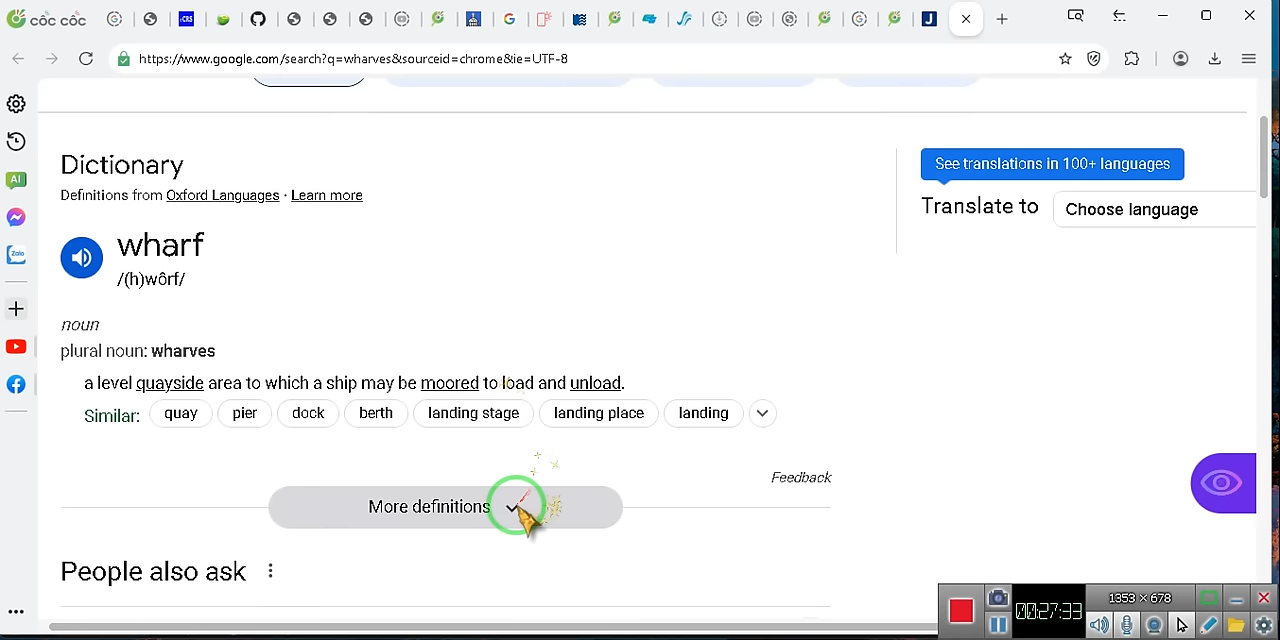 cốc cốc
.CRS
G
J
https://www.google.com/search?q=wharves&sourceid=chrome&ie=UTF-8
AI
Zalo
Dictionary
Definitions from Oxford Languages · Learn more
See translations in 100+ languages
Translate to
Choose language
wharf
/(h)wôrf/
noun
plural noun: wharves
a level quayside area to which a ship may be moored to load and unload.
Similar:
quay
pier
dock
berth
landing stage
landing place
landing
Feedback
More definitions
People also ask
1353 × 678
00:27:33